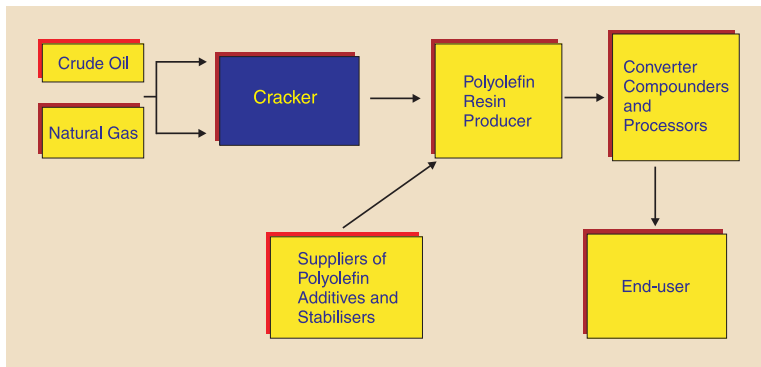 Crude Oil
Natural Gas
Cracker
Polyolefin
Resin
Producer
Converter
Compounders
and
Processors
Suppliers of
Polyolefin
Additives and
Stabilisers
End-user